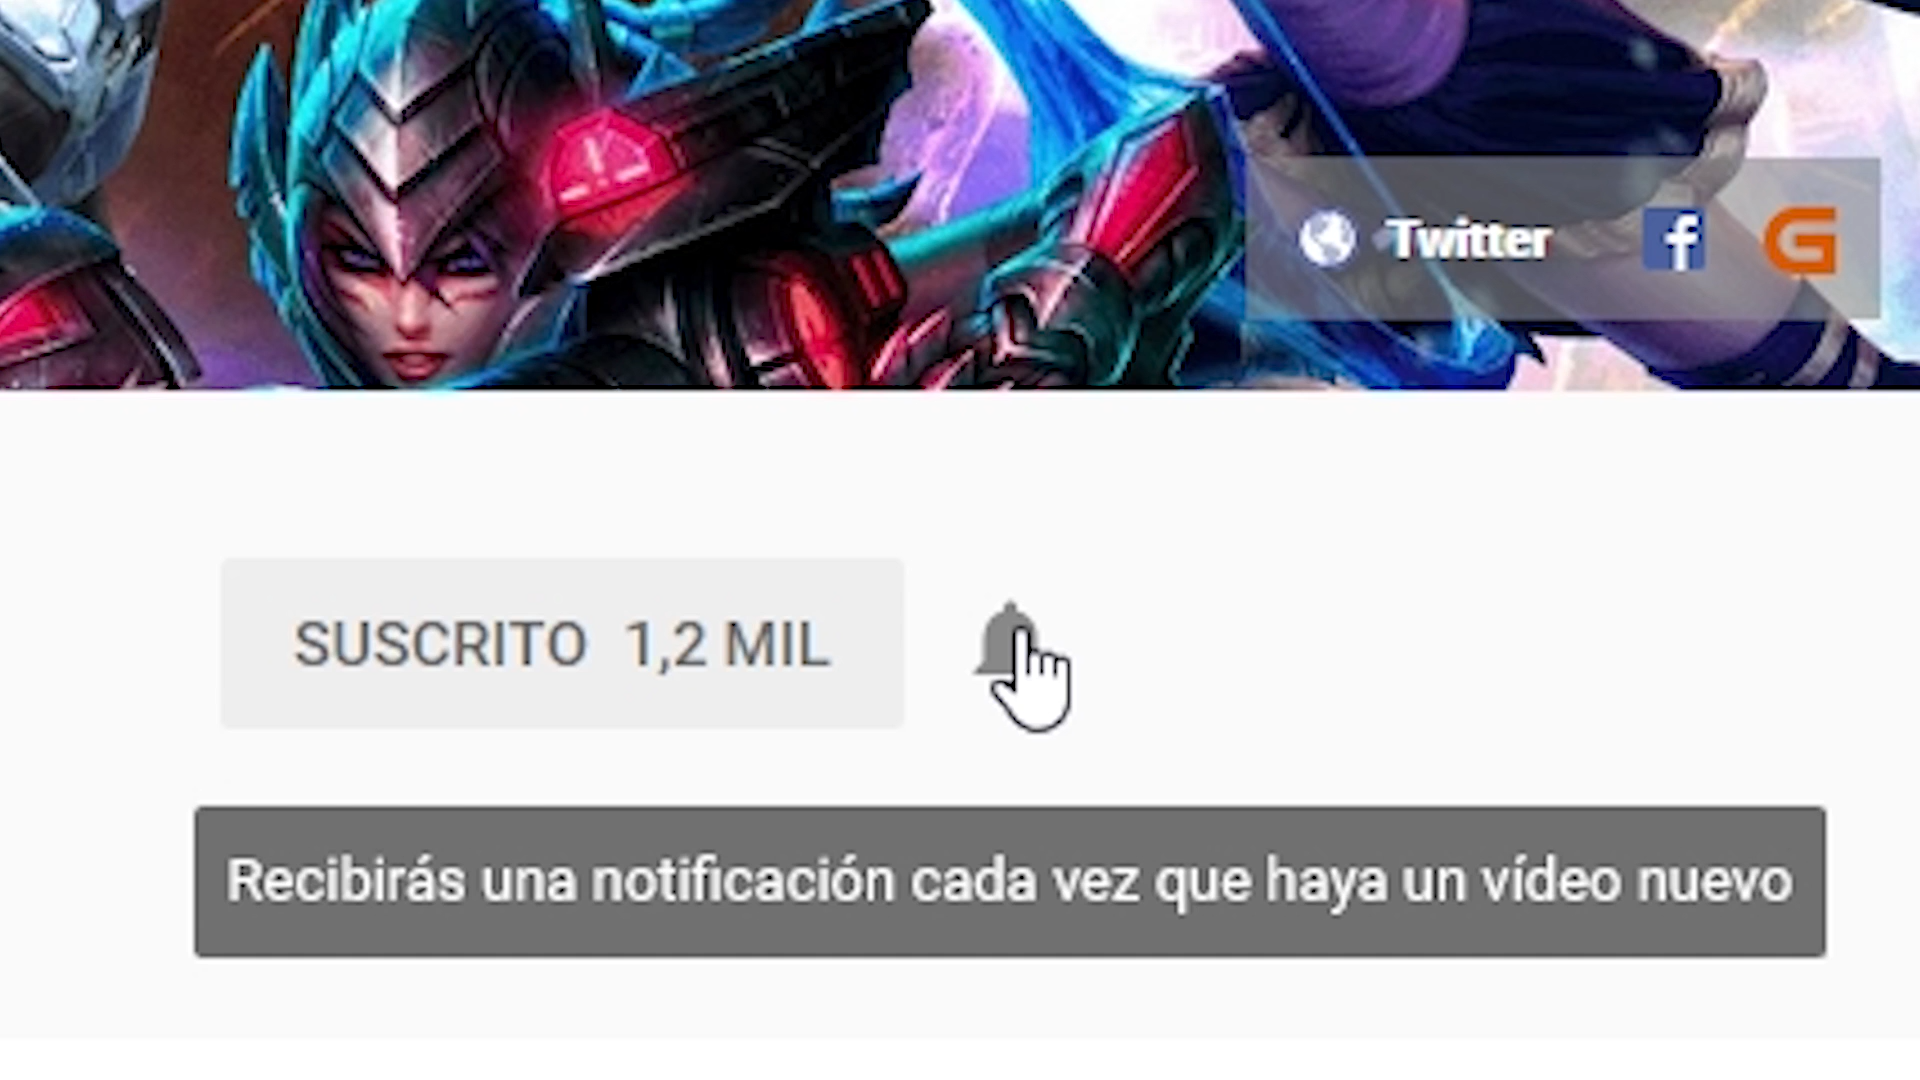 Twitter
SUSCRITO 1,2 MIL
Recibirás una notificación cada vez que haya un vídeo nuevo